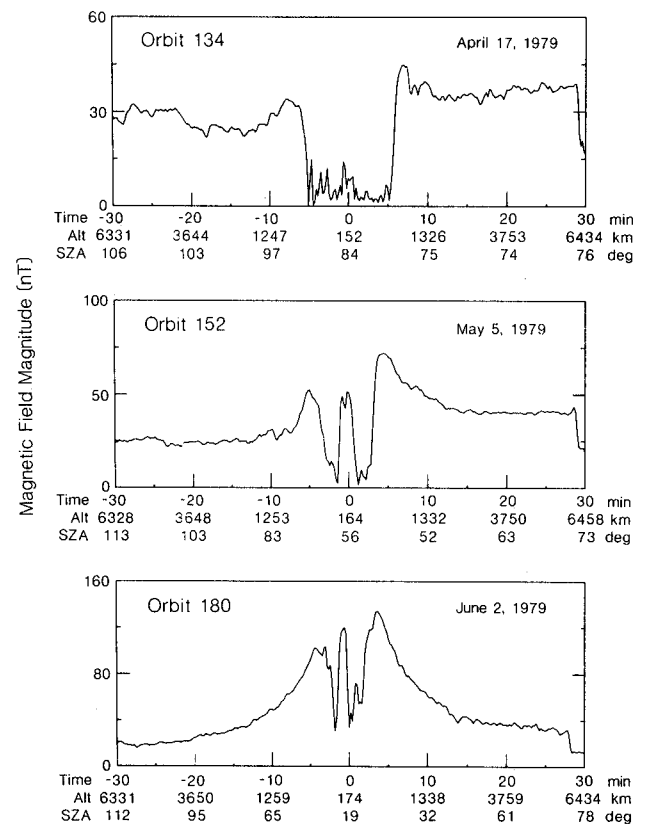 Magnetic Field Magnitude (nT)
60
Orbit 134 April 17, 1979
30
0
Time -30 -20 -10 0 10 20 30 min
Alt 6331 3644 1247 152 1326 3753 6434 km
SZA 106 103 97 84 75 74 76 deg
100
Orbit 152 May 5, 1979
50
0
Time -30 -20 -10 0 10 20 30 min
Alt 6328 3648 1253 164 1332 3750 6458 km
SZA 113 103 83 56 52 63 73 deg
160
Orbit 180 June 2, 1979
80
0
Time -30 -20 -10 0 10 20 30 min
Alt 6331 3650 1259 174 1338 3759 6434 km
SZA 112 95 65 19 32 61 78 deg